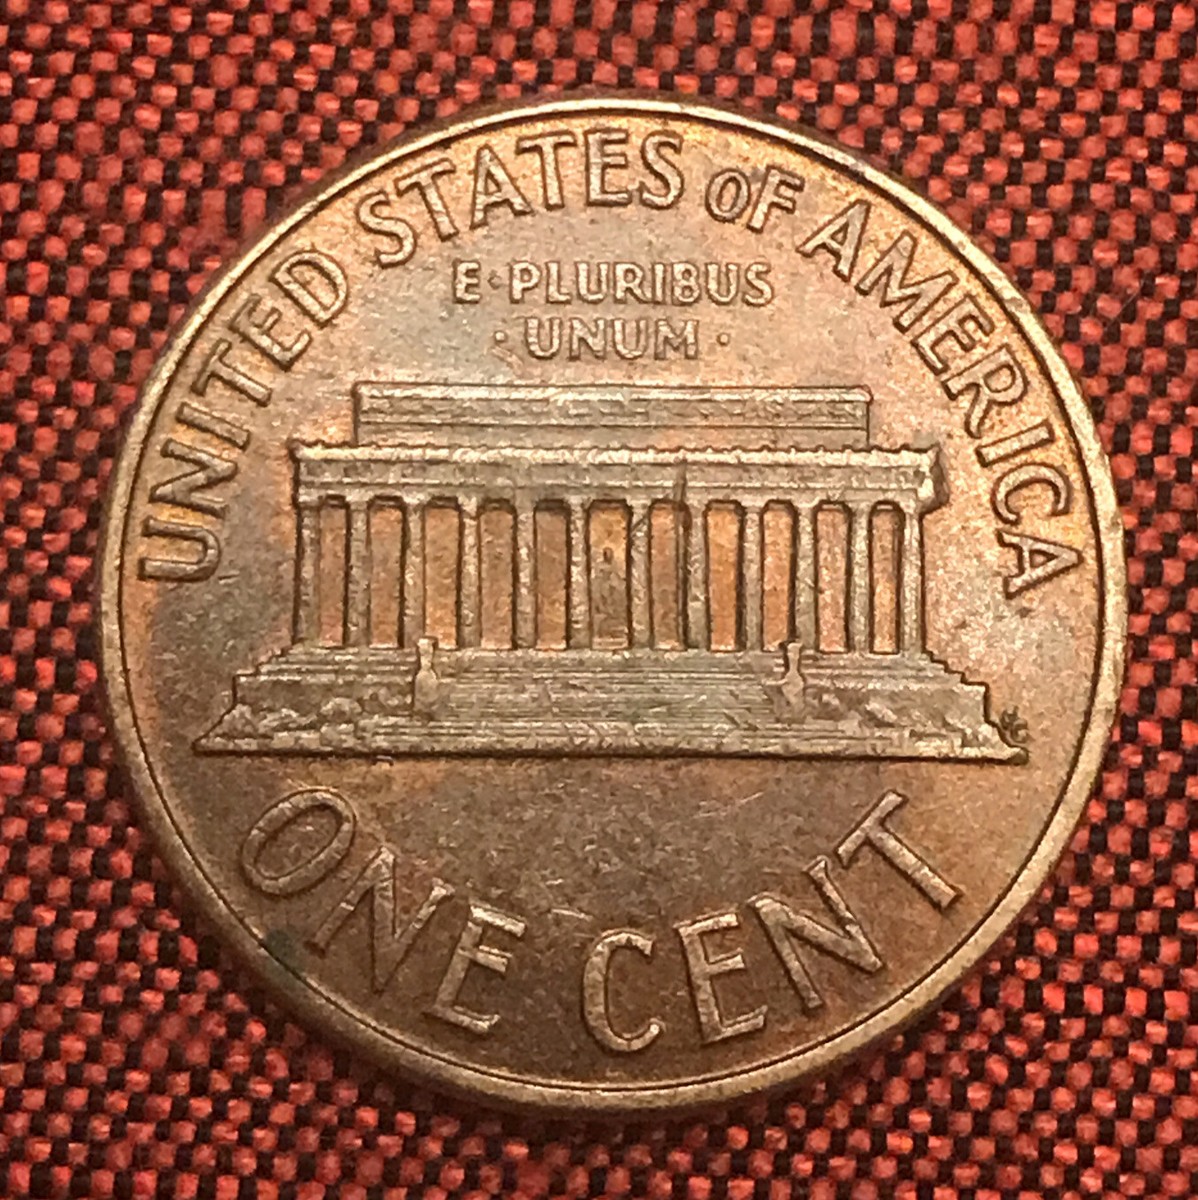 UNITED STATES OF AMERICA
E·PLURIBUS
·UNUM·
ONE CENT